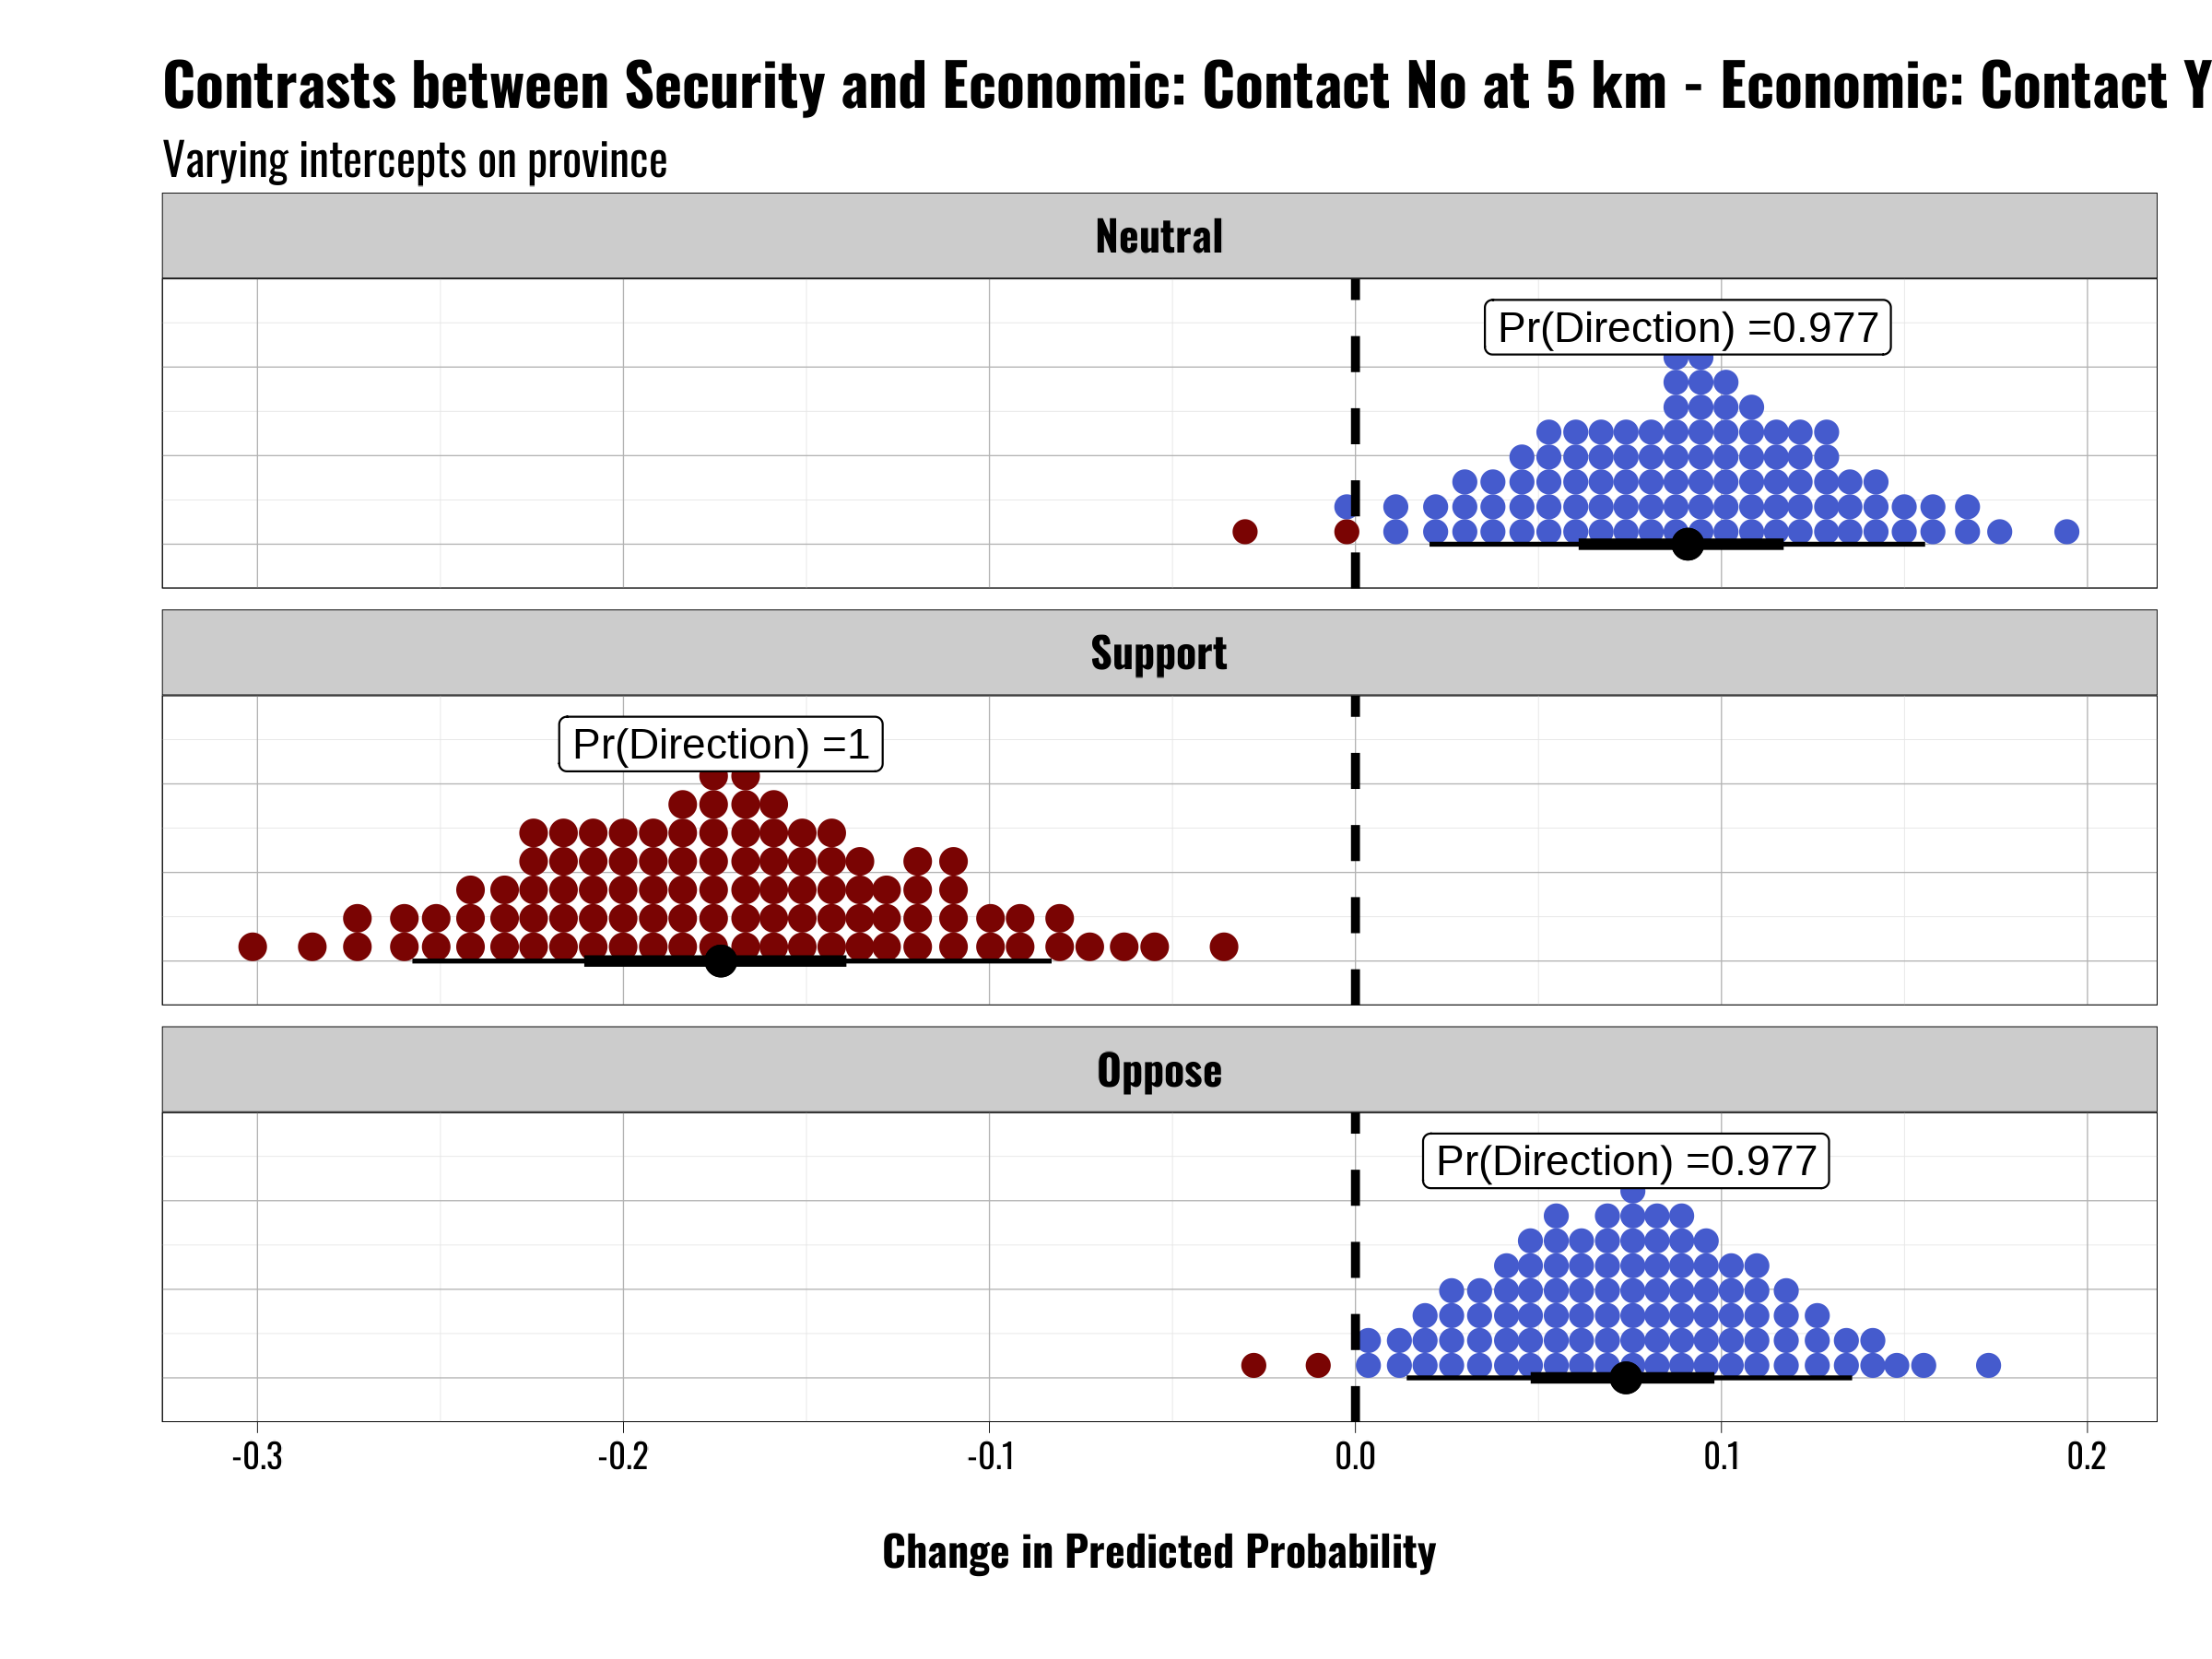 Contrasts between Security and Economic: Contact No at 5 km - Economic: Contact Y
Varying intercepts on province
Neutral
Pr(Direction) =0.977
Support
Pr(Direction) =1
Oppose
Pr(Direction) =0.977
-0.3 -0.2 -0.1 0.0 0.1 0.2
Change in Predicted Probability